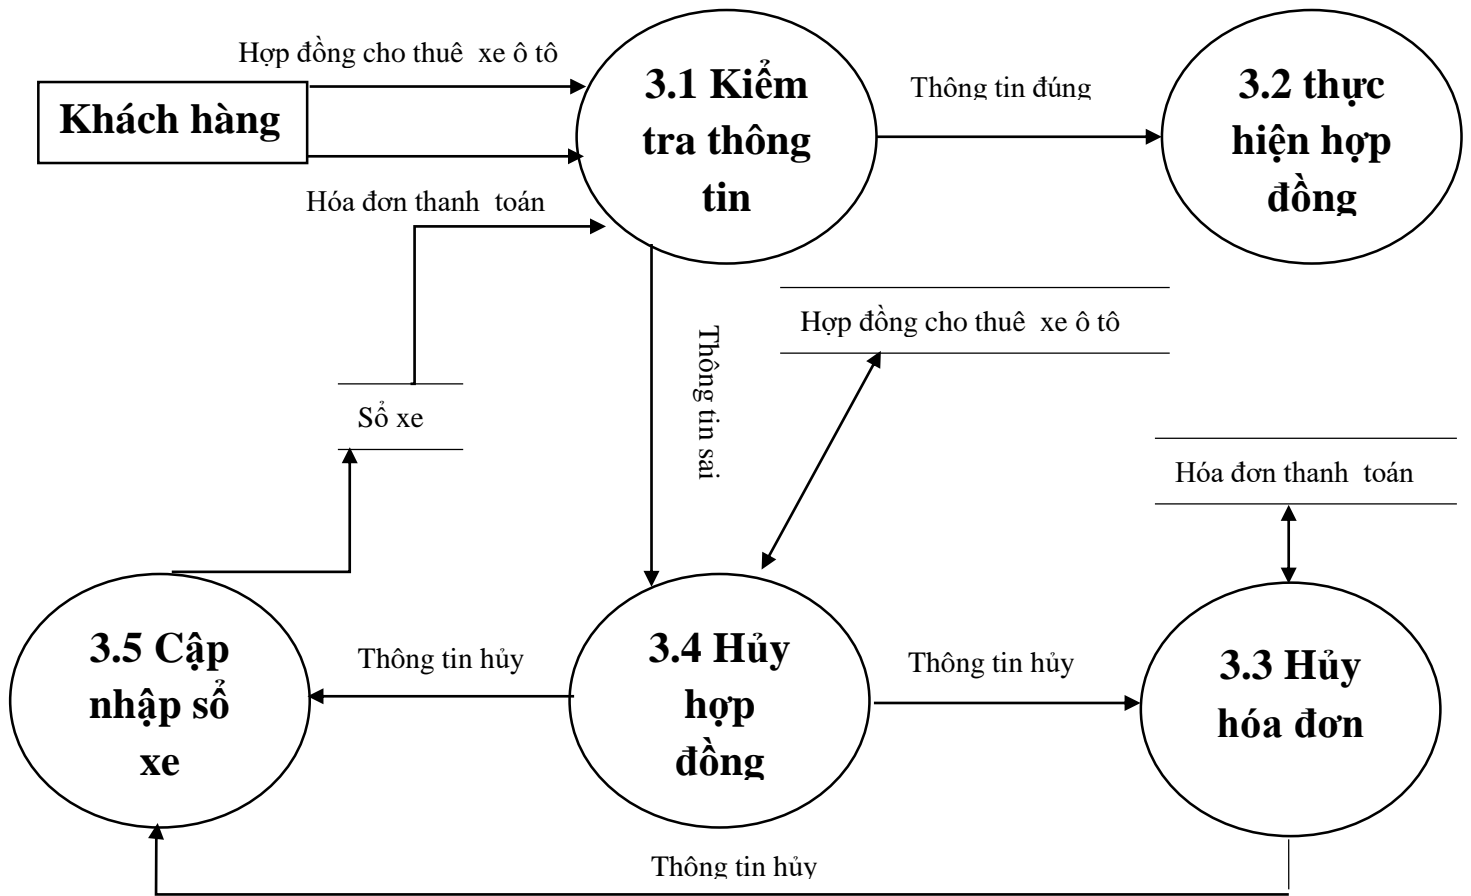 Hợp đồng cho thuê xe ô tô
Khách hàng
3.1 Kiểm
tra thông
tin
Thông tin đúng
3.2 thực
hiện hợp
đồng
Hóa đơn thanh toán
Thông tin sai
Hợp đồng cho thuê xe ô tô
Sổ xe
Hóa đơn thanh toán
3.5 Cập
nhập sổ
xe
Thông tin hủy
3.4 Hủy
hợp
đồng
Thông tin hủy
3.3 Hủy
hóa đơn
Thông tin hủy